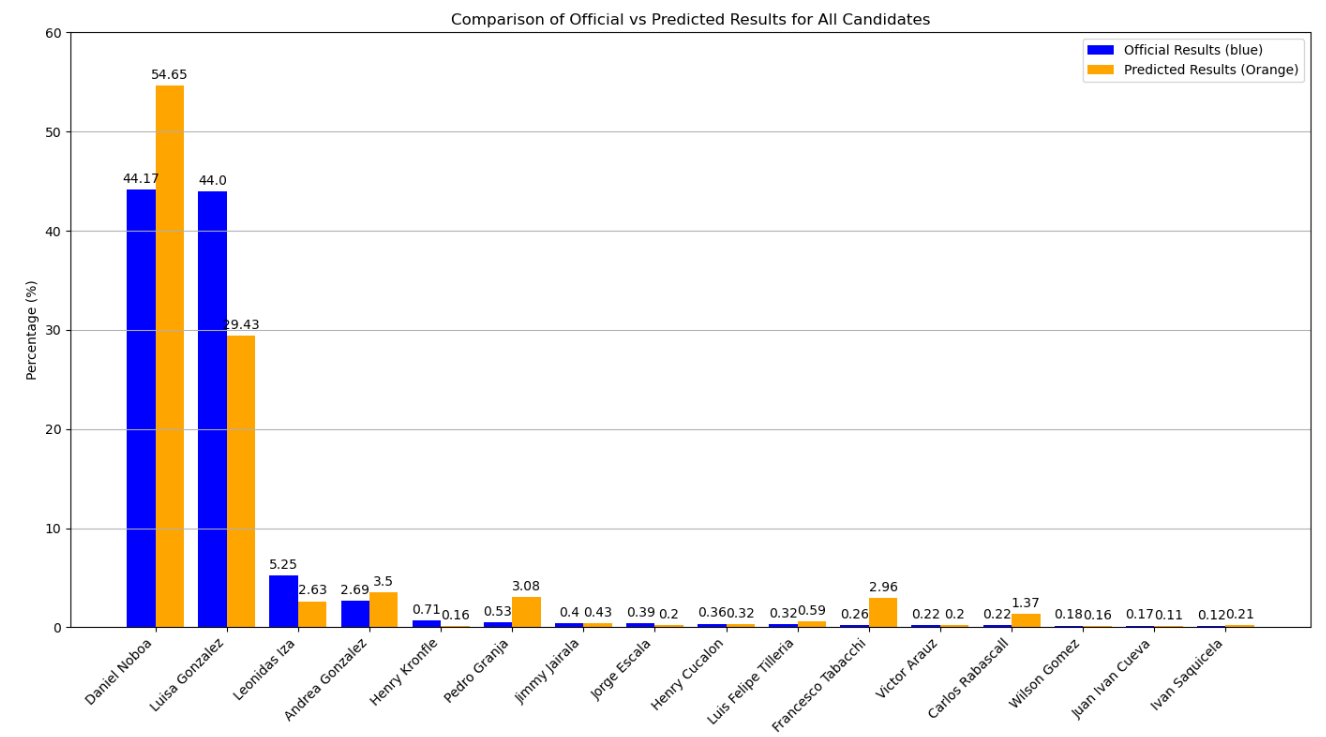 Comparison of Official vs Predicted Results for All Candidates
Official Results (blue)
Predicted Results (Orange)
Percentage (%)
60
50
40
30
20
10
0
44.17
54.65
44.0
29.43
5.25
2.63
2.69
3.5
0.71
0.16
0.53
3.08
0.4
0.43
0.39
0.2
0.36
0.32
0.32
0.59
0.26
2.96
0.22
0.2
0.22
1.37
0.18
0.16
0.17
0.11
0.12
0.21
Daniel Noboa
Luisa Gonzalez
Leonidas Iza
Andrea Gonzalez
Henry Kronfle
Pedro Granja
Jimmy Jairala
Jorge Escala
Henry Cucalon
Luis Felipe Tilleria
Francesco Tabacchi
Victor Arauz
Carlos Rabascall
Wilson Gomez
Juan Ivan Cueva
Ivan Saquicela